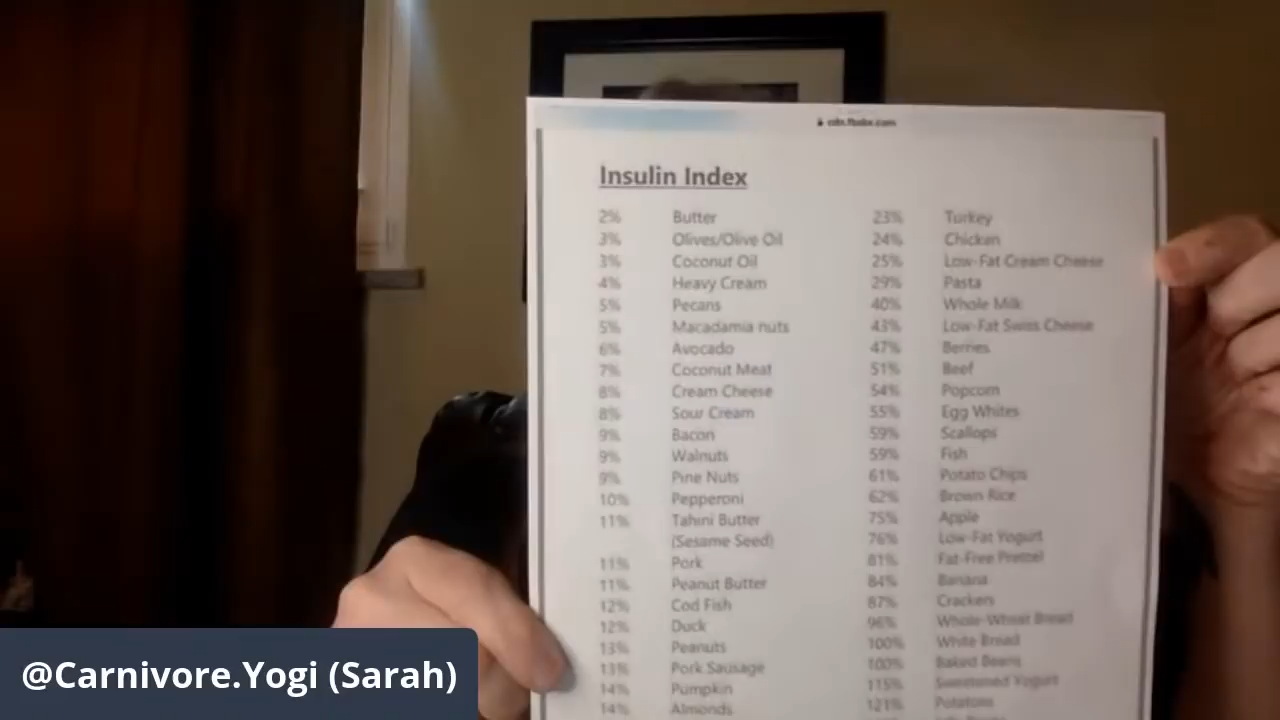 Insulin Index
2% Butter
3% Olives/Olive Oil
3% Coconut Oil
4% Heavy Cream
5% Pecans
5% Macadamia nuts
6% Avocado
7% Coconut Meat
8% Cream Cheese
8% Sour Cream
9% Bacon
9% Walnuts
9% Pine Nuts
10% Pepperoni
11% Tahini Butter
(Sesame Seed)
11% Pork
11% Peanut Butter
12% Cod Fish
12% Duck
13% Peanuts
13% Pork Sausage
14% Pumpkin
14% Almonds
23% Turkey
24% Chicken
25% Low-Fat Cream Cheese
29% Pasta
40% Whole Milk
43% Low-Fat Swiss Cheese
47% Berries
51% Beef
54% Popcorn
55% Egg Whites
59% Scallops
59% Fish
61% Potato Chips
62% Brown Rice
75% Apple
76% Low-Fat Yogurt
81% Fat-Free Pretzel
84% Banana
87% Crackers
96% Whole-Wheat Bread
100% White Bread
100% Baked Beans
115% Sweetened Yogurt
121% Potatoes
@Carnivore.Yogi (Sarah)